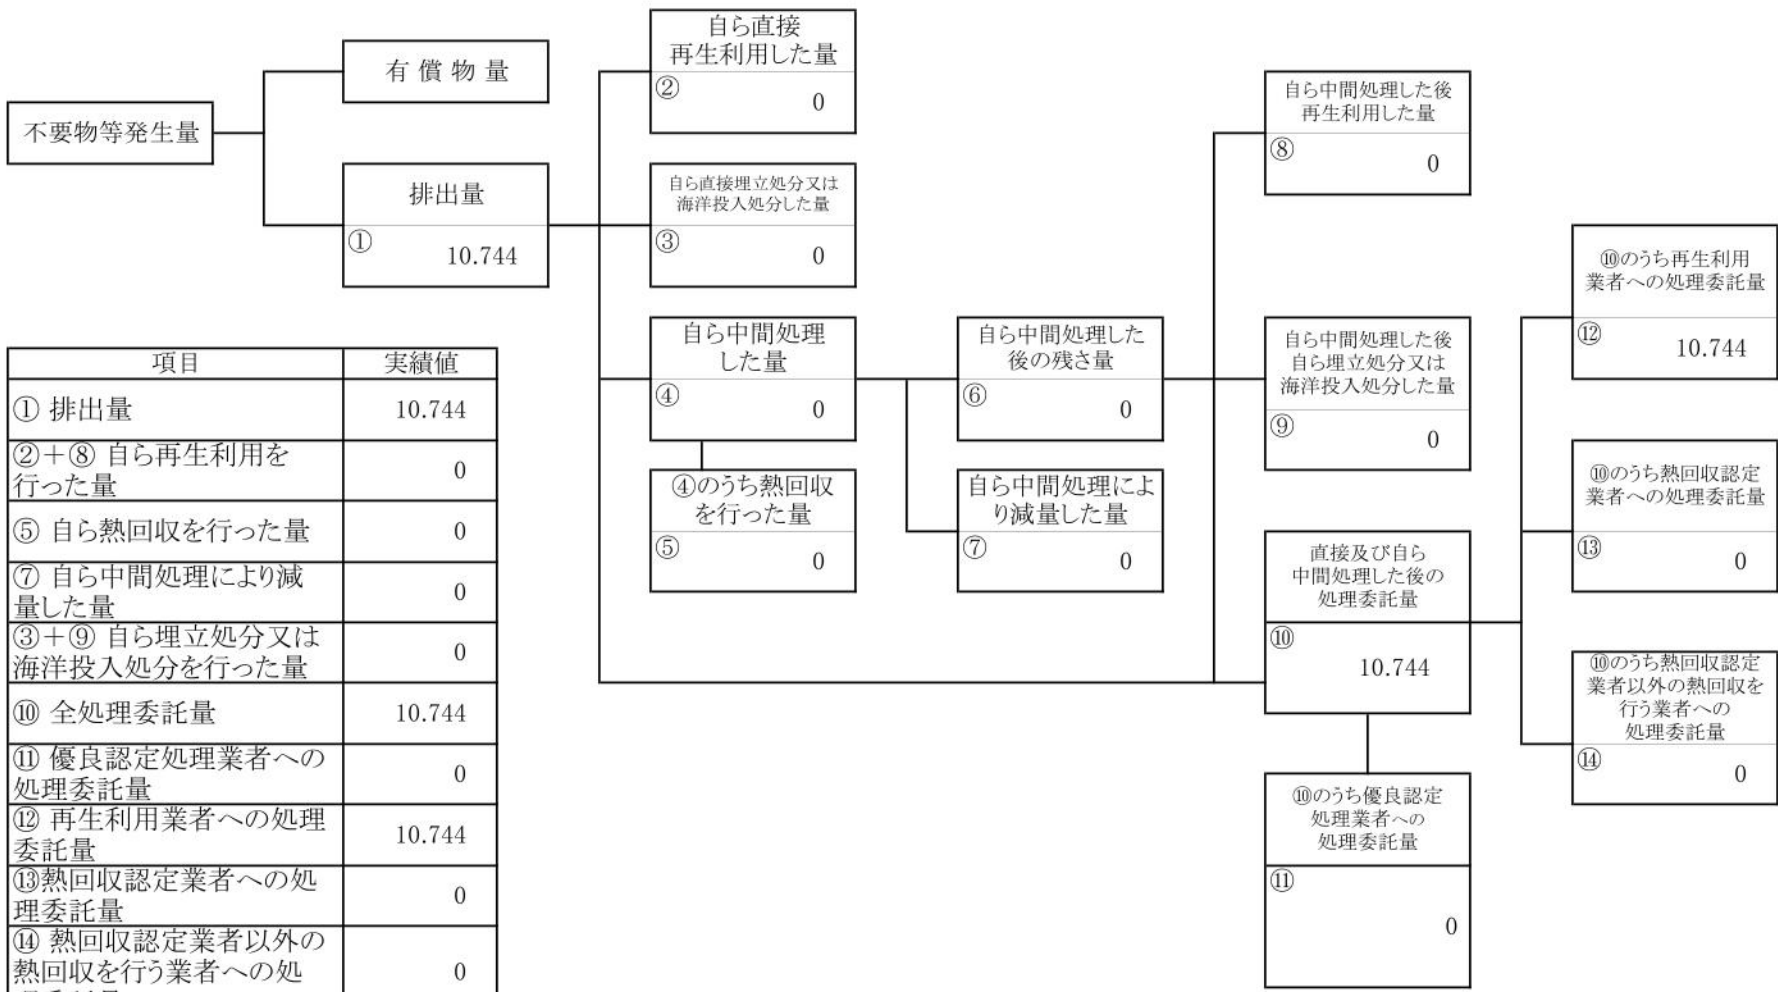 不要物等発生量
有償物量
排出量
①
10.744
自ら直接
再生利用した量
②
0
自ら直接埋立処分又は
海洋投入処分した量
③
0
自ら中間処理
した量
④
0
④のうち熱回収
を行った量
⑤
0
自ら中間処理した
後の残さ量
⑥
0
自ら中間処理によ
り減量した量
⑦
0
自ら中間処理した後
再生利用した量
⑧
0
自ら中間処理した後
自ら埋立処分又は
海洋投入処分した量
⑨
0
直接及び自ら
中間処理した後の
処理委託量
⑩
10.744
⑩のうち優良認定
処理業者への
処理委託量
⑪
0
⑩のうち再生利用
業者への処理委託量
⑫
10.744
⑩のうち熱回収認定
業者への処理委託量
⑬
0
⑩のうち熱回収認定
業者以外の熱回収を
行う業者への
処理委託量
⑭
0
項目 実績値
① 排出量 10.744
②+⑧ 自ら再生利用を
行った量 0
⑤ 自ら熱回収を行った量 0
⑦ 自ら中間処理により減
量した量 0
③+⑨ 自ら埋立処分又は
海洋投入処分を行った量 0
⑩ 全処理委託量 10.744
⑪ 優良認定処理業者への
処理委託量 0
⑫ 再生利用業者への処理
委託量 10.744
⑬熱回収認定業者への処
理委託量 0
⑭ 熱回収認定業者以外の
熱回収を行う業者への処 0